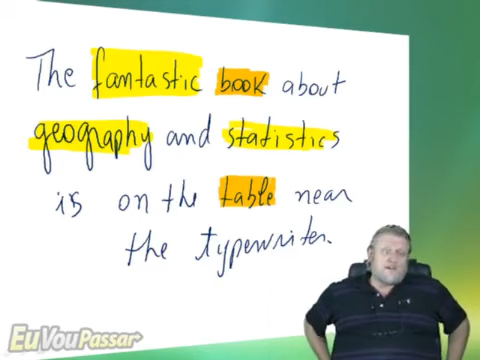 The fantastic book about
geography and statistics
is on the table near
the typewriter.
EuVouPassar